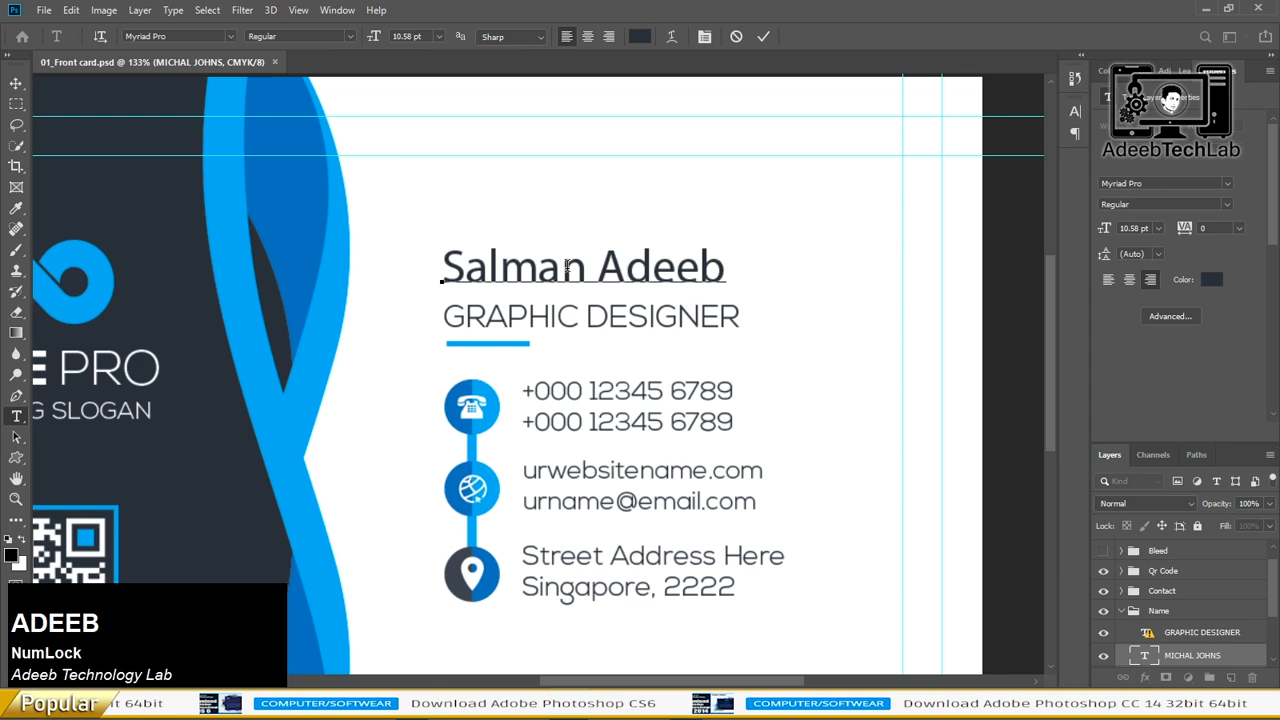 Ps File Edit Image Layer Type Select Filter 3D View Window Help
T Myriad Pro Regular 10.58 pt Sharp
01_Front card.psd @ 133% (MICHAL JOHNS, CMYK/8) ×
AdeebTechLab
Myriad Pro
Regular
10.58 pt VA 0
(Auto) Color:
Advanced...
Salman Adeeb
GRAPHIC DESIGNER
E PRO
G SLOGAN
+000 12345 6789
+000 12345 6789
urwebsitename.com
urname@email.com
Street Address Here
Singapore, 2222
Layers Channels Paths
Kind
Normal Opacity: 100%
Lock: Fill: 100%
Bleed
Qr Code
Contact
Name
GRAPHIC DESIGNER
MICHAL JOHNS
ADEEB
NumLock
Adeeb Technology Lab
Popular 64bit COMPUTER/SOFTWEAR Download Adobe Photoshop CS6 COMPUTER/SOFTWEAR Download Adobe Photoshop CC 14 32bit 64bit